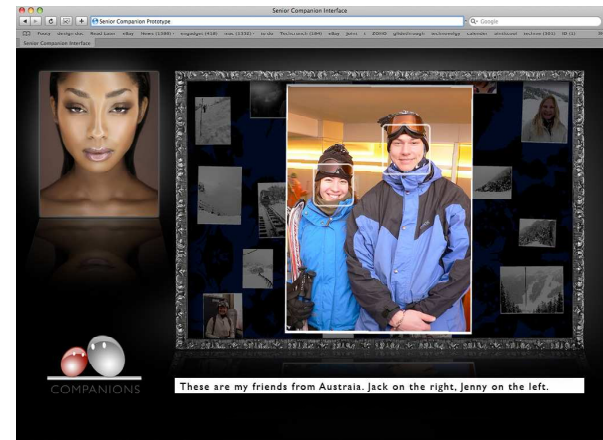 Senior Companion Interface
Senior Companion Prototype
Google
Senior Companion Interface
COMPANIONS
These are my friends from Austraia. Jack on the right, Jenny on the left.